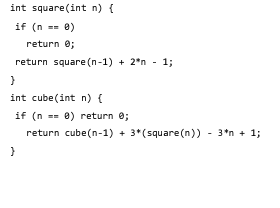 int square(int n) {
if (n == 0)
return 0;
return square(n-1) + 2*n - 1;
}
int cube(int n) {
if (n == 0) return 0;
return cube(n-1) + 3*(square(n)) - 3*n + 1;
}